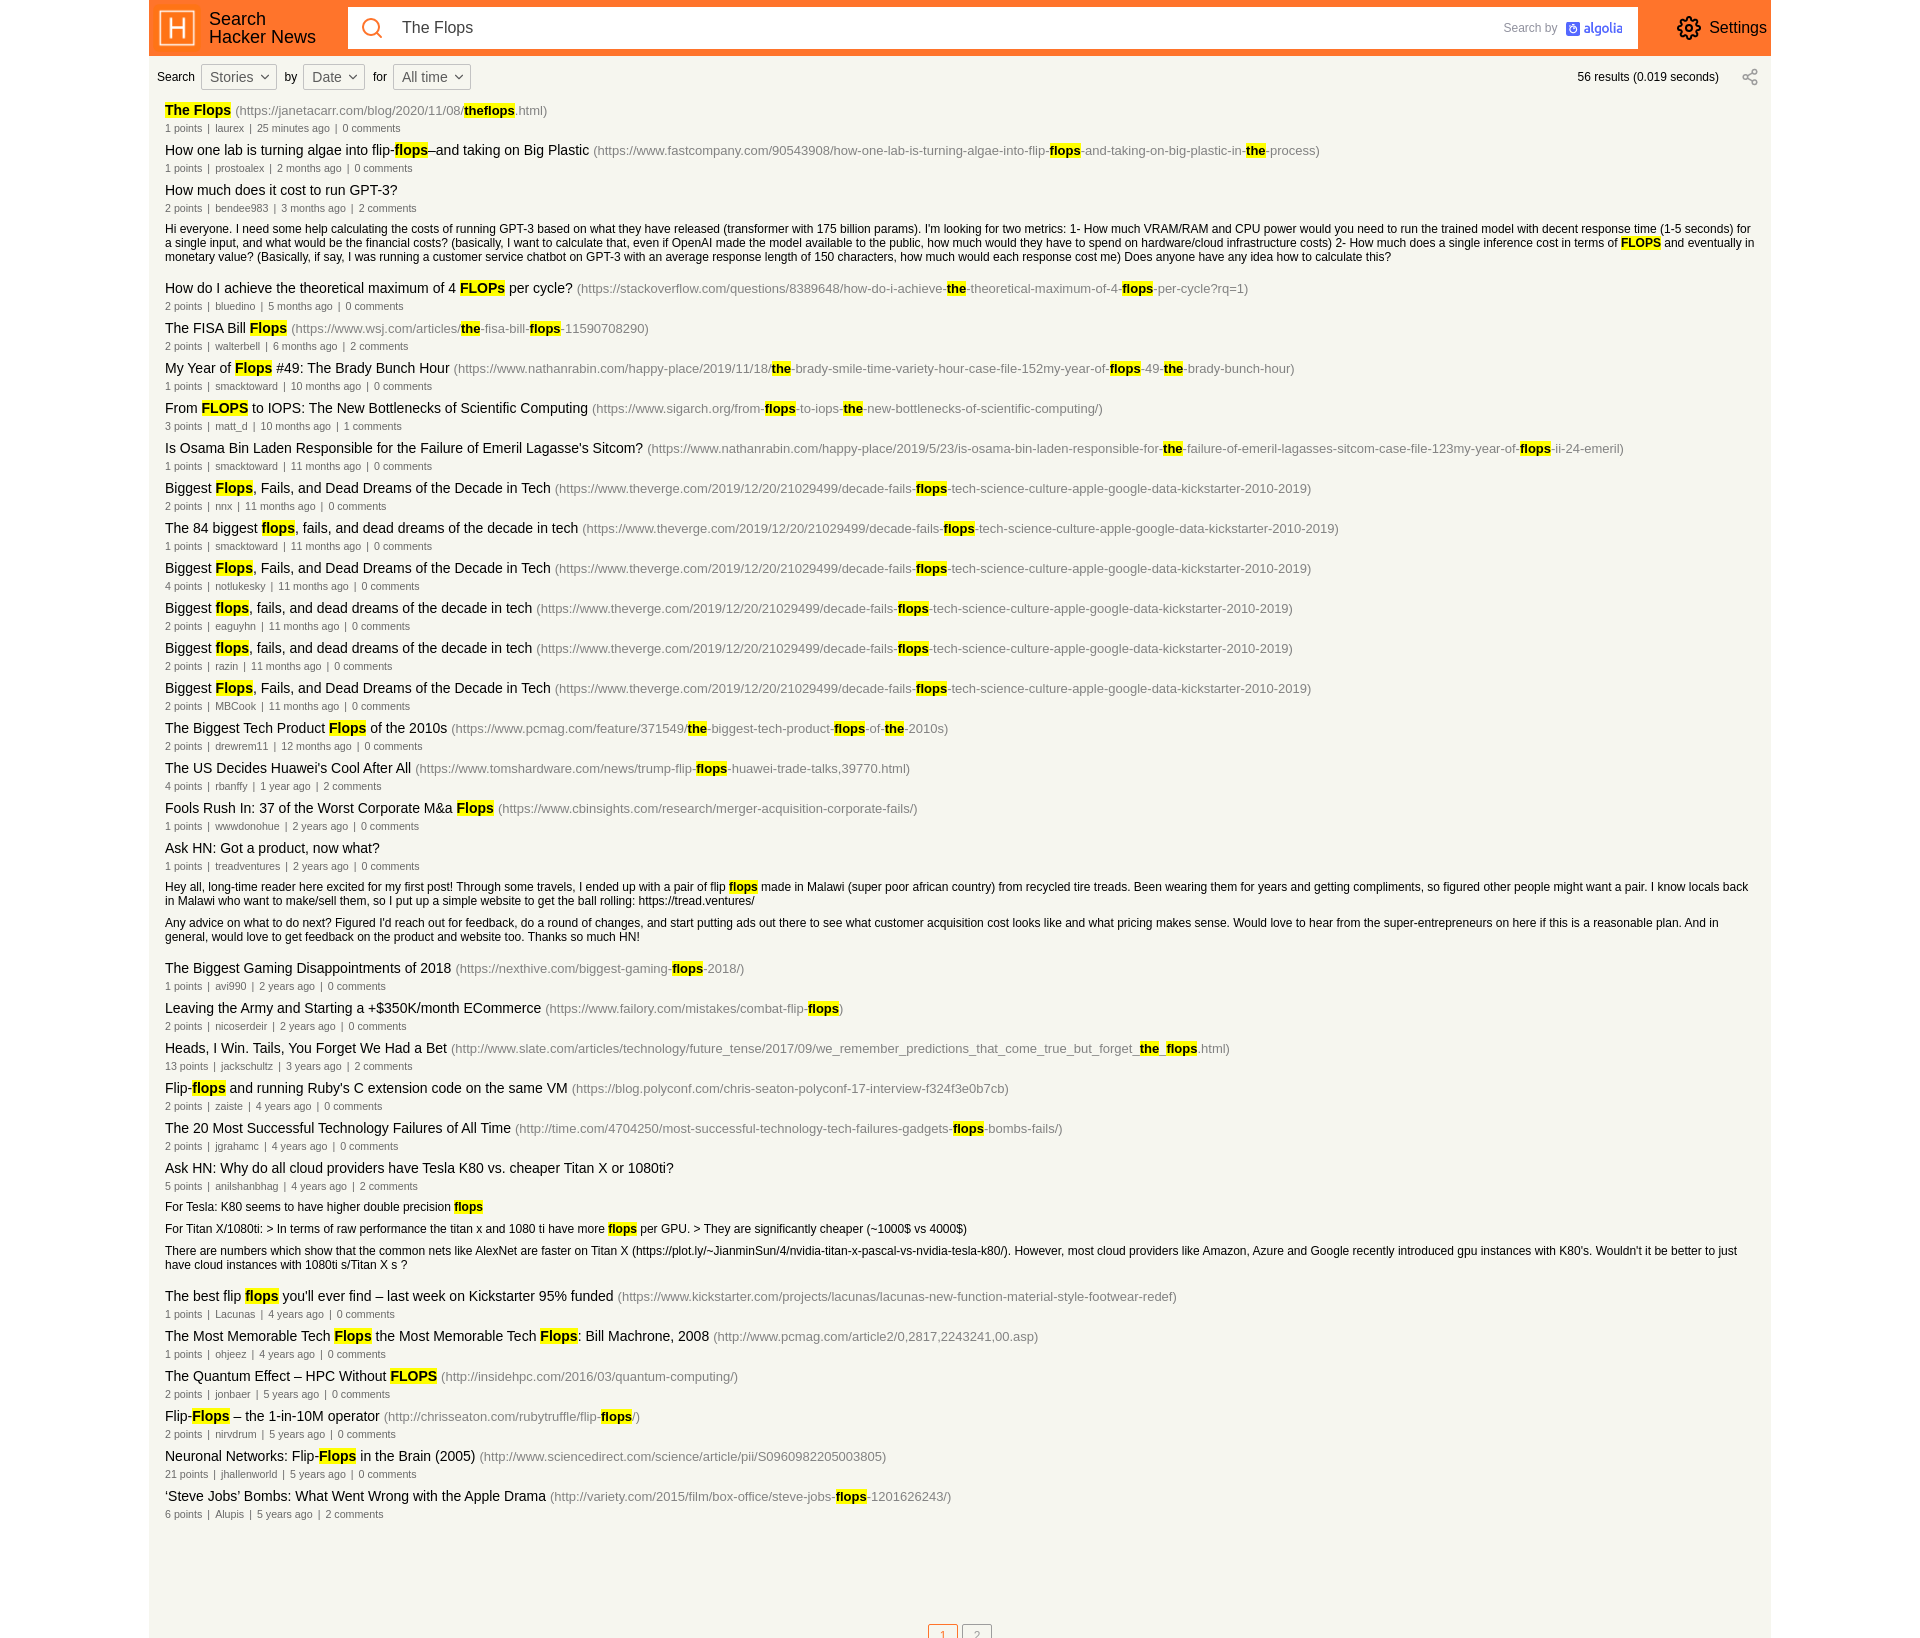 Search
Hacker News
The Flops
Search by algolia
Settings
Search Stories by Date for All time
56 results (0.019 seconds)
The Flops (https://janetacarr.com/blog/2020/11/08/theflops.html)
1 points | laurex | 25 minutes ago | 0 comments
How one lab is turning algae into flip-flops–and taking on Big Plastic (https://www.fastcompany.com/90543908/how-one-lab-is-turning-algae-into-flip-flops-and-taking-on-big-plastic-in-the-process)
1 points | prostoalex | 2 months ago | 0 comments
How much does it cost to run GPT-3?
2 points | bendee983 | 3 months ago | 2 comments
Hi everyone. I need some help calculating the costs of running GPT-3 based on what they have released (transformer with 175 billion params). I'm looking for two metrics: 1- How much VRAM/RAM and CPU power would you need to run the trained model with decent response time (1-5 seconds) for
a single input, and what would be the financial costs? (basically, I want to calculate that, even if OpenAI made the model available to the public, how much would they have to spend on hardware/cloud infrastructure costs) 2- How much does a single inference cost in terms of FLOPS and eventually in
monetary value? (Basically, if say, I was running a customer service chatbot on GPT-3 with an average response length of 150 characters, how much would each response cost me) Does anyone have any idea how to calculate this?
How do I achieve the theoretical maximum of 4 FLOPs per cycle? (https://stackoverflow.com/questions/8389648/how-do-i-achieve-the-theoretical-maximum-of-4-flops-per-cycle?rq=1)
2 points | bluedino | 5 months ago | 0 comments
The FISA Bill Flops (https://www.wsj.com/articles/the-fisa-bill-flops-11590708290)
2 points | walterbell | 6 months ago | 2 comments
My Year of Flops #49: The Brady Bunch Hour (https://www.nathanrabin.com/happy-place/2019/11/18/the-brady-smile-time-variety-hour-case-file-152my-year-of-flops-49-the-brady-bunch-hour)
1 points | smacktoward | 10 months ago | 0 comments
From FLOPS to IOPS: The New Bottlenecks of Scientific Computing (https://www.sigarch.org/from-flops-to-iops-the-new-bottlenecks-of-scientific-computing/)
3 points | matt_d | 10 months ago | 1 comments
Is Osama Bin Laden Responsible for the Failure of Emeril Lagasse's Sitcom? (https://www.nathanrabin.com/happy-place/2019/5/23/is-osama-bin-laden-responsible-for-the-failure-of-emeril-lagasses-sitcom-case-file-123my-year-of-flops-ii-24-emeril)
1 points | smacktoward | 11 months ago | 0 comments
Biggest Flops, Fails, and Dead Dreams of the Decade in Tech (https://www.theverge.com/2019/12/20/21029499/decade-fails-flops-tech-science-culture-apple-google-data-kickstarter-2010-2019)
2 points | nnx | 11 months ago | 0 comments
The 84 biggest flops, fails, and dead dreams of the decade in tech (https://www.theverge.com/2019/12/20/21029499/decade-fails-flops-tech-science-culture-apple-google-data-kickstarter-2010-2019)
1 points | smacktoward | 11 months ago | 0 comments
Biggest Flops, Fails, and Dead Dreams of the Decade in Tech (https://www.theverge.com/2019/12/20/21029499/decade-fails-flops-tech-science-culture-apple-google-data-kickstarter-2010-2019)
4 points | notlukesky | 11 months ago | 0 comments
Biggest flops, fails, and dead dreams of the decade in tech (https://www.theverge.com/2019/12/20/21029499/decade-fails-flops-tech-science-culture-apple-google-data-kickstarter-2010-2019)
2 points | eaguyhn | 11 months ago | 0 comments
Biggest flops, fails, and dead dreams of the decade in tech (https://www.theverge.com/2019/12/20/21029499/decade-fails-flops-tech-science-culture-apple-google-data-kickstarter-2010-2019)
2 points | razin | 11 months ago | 0 comments
Biggest Flops, Fails, and Dead Dreams of the Decade in Tech (https://www.theverge.com/2019/12/20/21029499/decade-fails-flops-tech-science-culture-apple-google-data-kickstarter-2010-2019)
2 points | MBCook | 11 months ago | 0 comments
The Biggest Tech Product Flops of the 2010s (https://www.pcmag.com/feature/371549/the-biggest-tech-product-flops-of-the-2010s)
2 points | drewrem11 | 12 months ago | 0 comments
The US Decides Huawei's Cool After All (https://www.tomshardware.com/news/trump-flip-flops-huawei-trade-talks,39770.html)
4 points | rbanffy | 1 year ago | 2 comments
Fools Rush In: 37 of the Worst Corporate M&a Flops (https://www.cbinsights.com/research/merger-acquisition-corporate-fails/)
1 points | wwwdonohue | 2 years ago | 0 comments
Ask HN: Got a product, now what?
1 points | treadventures | 2 years ago | 0 comments
Hey all, long-time reader here excited for my first post! Through some travels, I ended up with a pair of flip flops made in Malawi (super poor african country) from recycled tire treads. Been wearing them for years and getting compliments, so figured other people might want a pair. I know locals back
in Malawi who want to make/sell them, so I put up a simple website to get the ball rolling: https://tread.ventures/
Any advice on what to do next? Figured I'd reach out for feedback, do a round of changes, and start putting ads out there to see what customer acquisition cost looks like and what pricing makes sense. Would love to hear from the super-entrepreneurs on here if this is a reasonable plan. And in
general, would love to get feedback on the product and website too. Thanks so much HN!
The Biggest Gaming Disappointments of 2018 (https://nexthive.com/biggest-gaming-flops-2018/)
1 points | avi990 | 2 years ago | 0 comments
Leaving the Army and Starting a +$350K/month ECommerce (https://www.failory.com/mistakes/combat-flip-flops)
2 points | nicoserdeir | 2 years ago | 0 comments
Heads, I Win. Tails, You Forget We Had a Bet (http://www.slate.com/articles/technology/future_tense/2017/09/we_remember_predictions_that_come_true_but_forget_the_flops.html)
13 points | jackschultz | 3 years ago | 2 comments
Flip-flops and running Ruby's C extension code on the same VM (https://blog.polyconf.com/chris-seaton-polyconf-17-interview-f324f3e0b7cb)
2 points | zaiste | 4 years ago | 0 comments
The 20 Most Successful Technology Failures of All Time (http://time.com/4704250/most-successful-technology-tech-failures-gadgets-flops-bombs-fails/)
2 points | jgrahamc | 4 years ago | 0 comments
Ask HN: Why do all cloud providers have Tesla K80 vs. cheaper Titan X or 1080ti?
5 points | anilshanbhag | 4 years ago | 2 comments
For Tesla: K80 seems to have higher double precision flops
For Titan X/1080ti: > In terms of raw performance the titan x and 1080 ti have more flops per GPU. > They are significantly cheaper (~1000$ vs 4000$)
There are numbers which show that the common nets like AlexNet are faster on Titan X (https://plot.ly/~JianminSun/4/nvidia-titan-x-pascal-vs-nvidia-tesla-k80/). However, most cloud providers like Amazon, Azure and Google recently introduced gpu instances with K80's. Wouldn't it be better to just
have cloud instances with 1080ti s/Titan X s ?
The best flip flops you'll ever find – last week on Kickstarter 95% funded (https://www.kickstarter.com/projects/lacunas/lacunas-new-function-material-style-footwear-redef)
1 points | Lacunas | 4 years ago | 0 comments
The Most Memorable Tech Flops the Most Memorable Tech Flops: Bill Machrone, 2008 (http://www.pcmag.com/article2/0,2817,2243241,00.asp)
1 points | ohjeez | 4 years ago | 0 comments
The Quantum Effect – HPC Without FLOPS (http://insidehpc.com/2016/03/quantum-computing/)
2 points | jonbaer | 5 years ago | 0 comments
Flip-Flops – the 1-in-10M operator (http://chrisseaton.com/rubytruffle/flip-flops/)
2 points | nirvdrum | 5 years ago | 0 comments
Neuronal Networks: Flip-Flops in the Brain (2005) (http://www.sciencedirect.com/science/article/pii/S0960982205003805)
21 points | jhallenworld | 5 years ago | 0 comments
‘Steve Jobs’ Bombs: What Went Wrong with the Apple Drama (http://variety.com/2015/film/box-office/steve-jobs-flops-1201626243/)
6 points | Alupis | 5 years ago | 2 comments
1 2